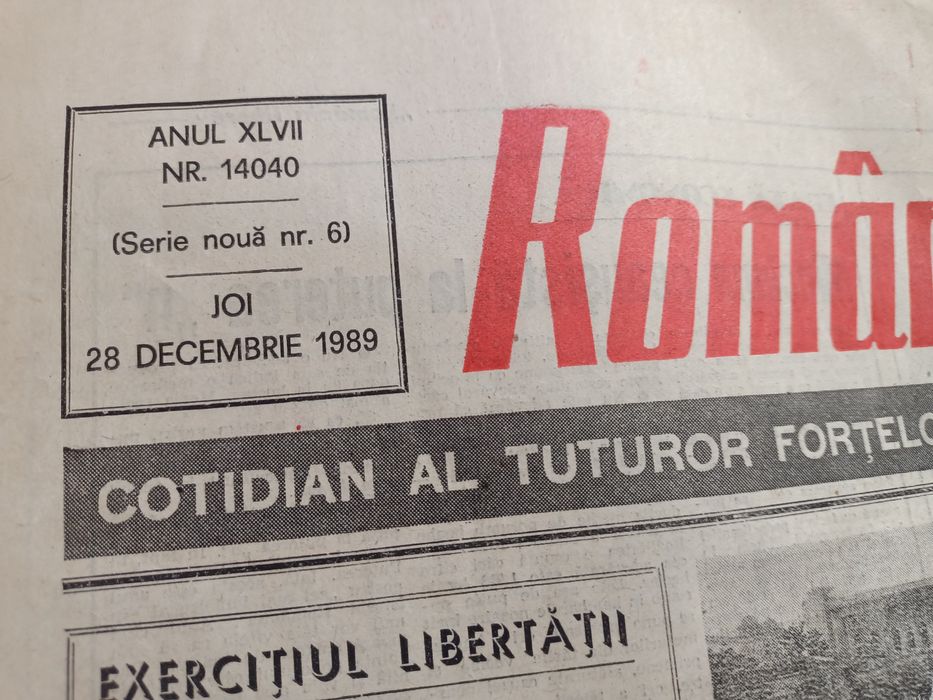 ANUL XLVII
NR. 14040
(Serie nouă nr. 6)
JOI
28 DECEMBRIE 1989
Român
COTIDIAN AL TUTUROR FORȚELO
EXERCIȚIUL LIBERTĂȚII